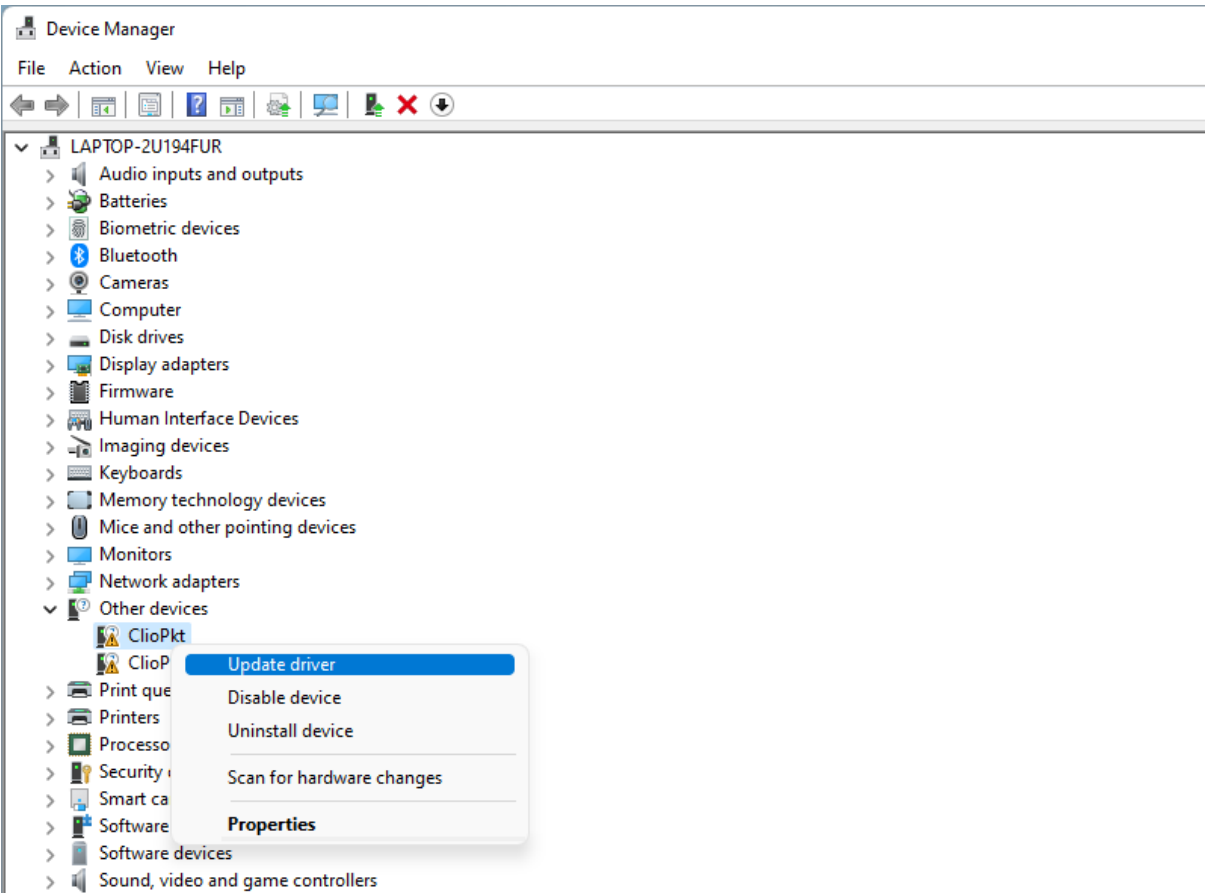 Device Manager
File Action View Help
LAPTOP-2U194FUR
Audio inputs and outputs
Batteries
Biometric devices
Bluetooth
Cameras
Computer
Disk drives
Display adapters
Firmware
Human Interface Devices
Imaging devices
Keyboards
Memory technology devices
Mice and other pointing devices
Monitors
Network adapters
Other devices
ClioPkt
ClioP
Update driver
Disable device
Uninstall device
Scan for hardware changes
Properties
Print que
Printers
Processo
Security
Smart ca
Software
Software devices
Sound, video and game controllers